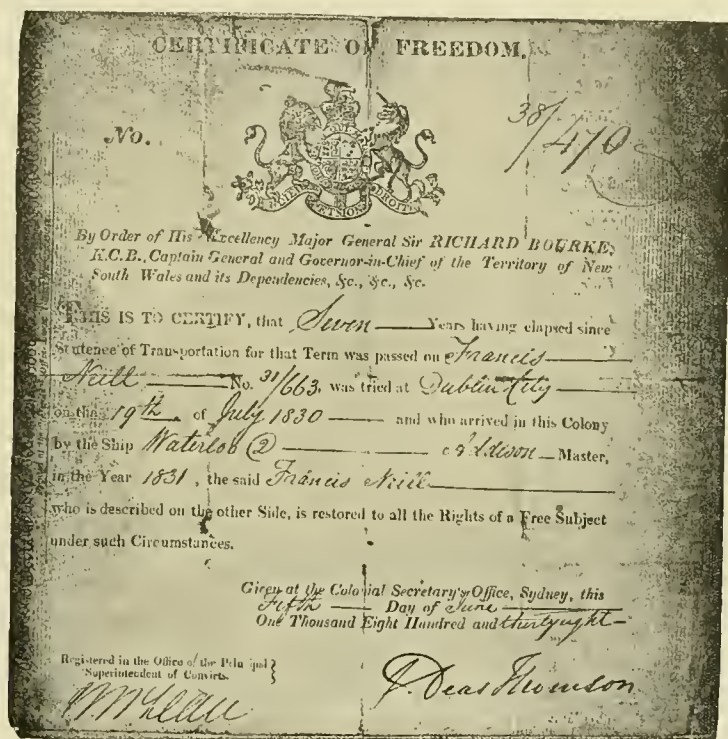 CERTIFICATE OF FREEDOM.
No.
38/470
DIEU ET MON DROIT
By Order of His Excellency Major General Sir RICHARD BOURKE,
K.C.B., Captain General and Governor-in-Chief of the Territory of New
South Wales and its Dependencies, &c., &c., &c.
THIS IS TO CERTIFY, that Seven Years having elapsed since
Sentence of Transportation for that Term was passed on Francis
Neill No. 31/663, was tried at Dublin City
on the 19th of July 1830 and who arrived in this Colony
by the Ship Waterloo (2) Addison Master,
in the Year 1831, the said Francis Neill
who is described on the other Side, is restored to all the Rights of a Free Subject
under such Circumstances.
Given at the Colonial Secretary's Office, Sydney, this
Fifth Day of June
One Thousand Eight Hundred and thirtyeight
Registered in the Office of the Principal
Superintendent of Convicts.
E. Deas Thomson